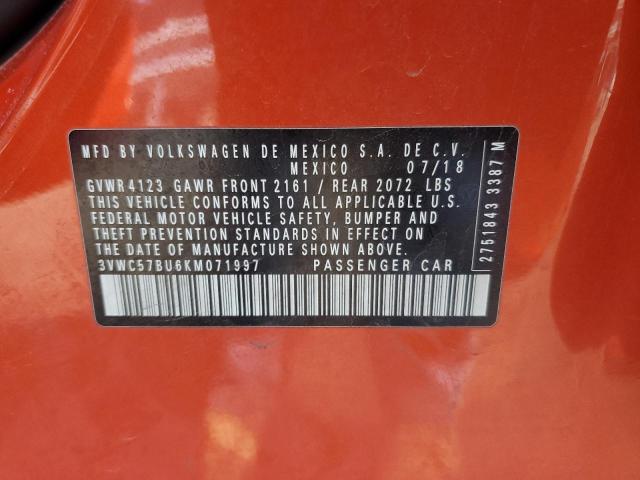 MFD BY VOLKSWAGEN DE MEXICO S.A. DE C.V.
MEXICO 07/18
GVWR4123 GAWR FRONT 2161 / REAR 2072 LBS
THIS VEHICLE CONFORMS TO ALL APPLICABLE U.S.
FEDERAL MOTOR VEHICLE SAFETY, BUMPER AND
THEFT PREVENTION STANDARDS IN EFFECT ON
THE DATE OF MANUFACTURE SHOWN ABOVE.
3VWC57BU6KM071997 PASSENGER CAR
2751843 3387 M